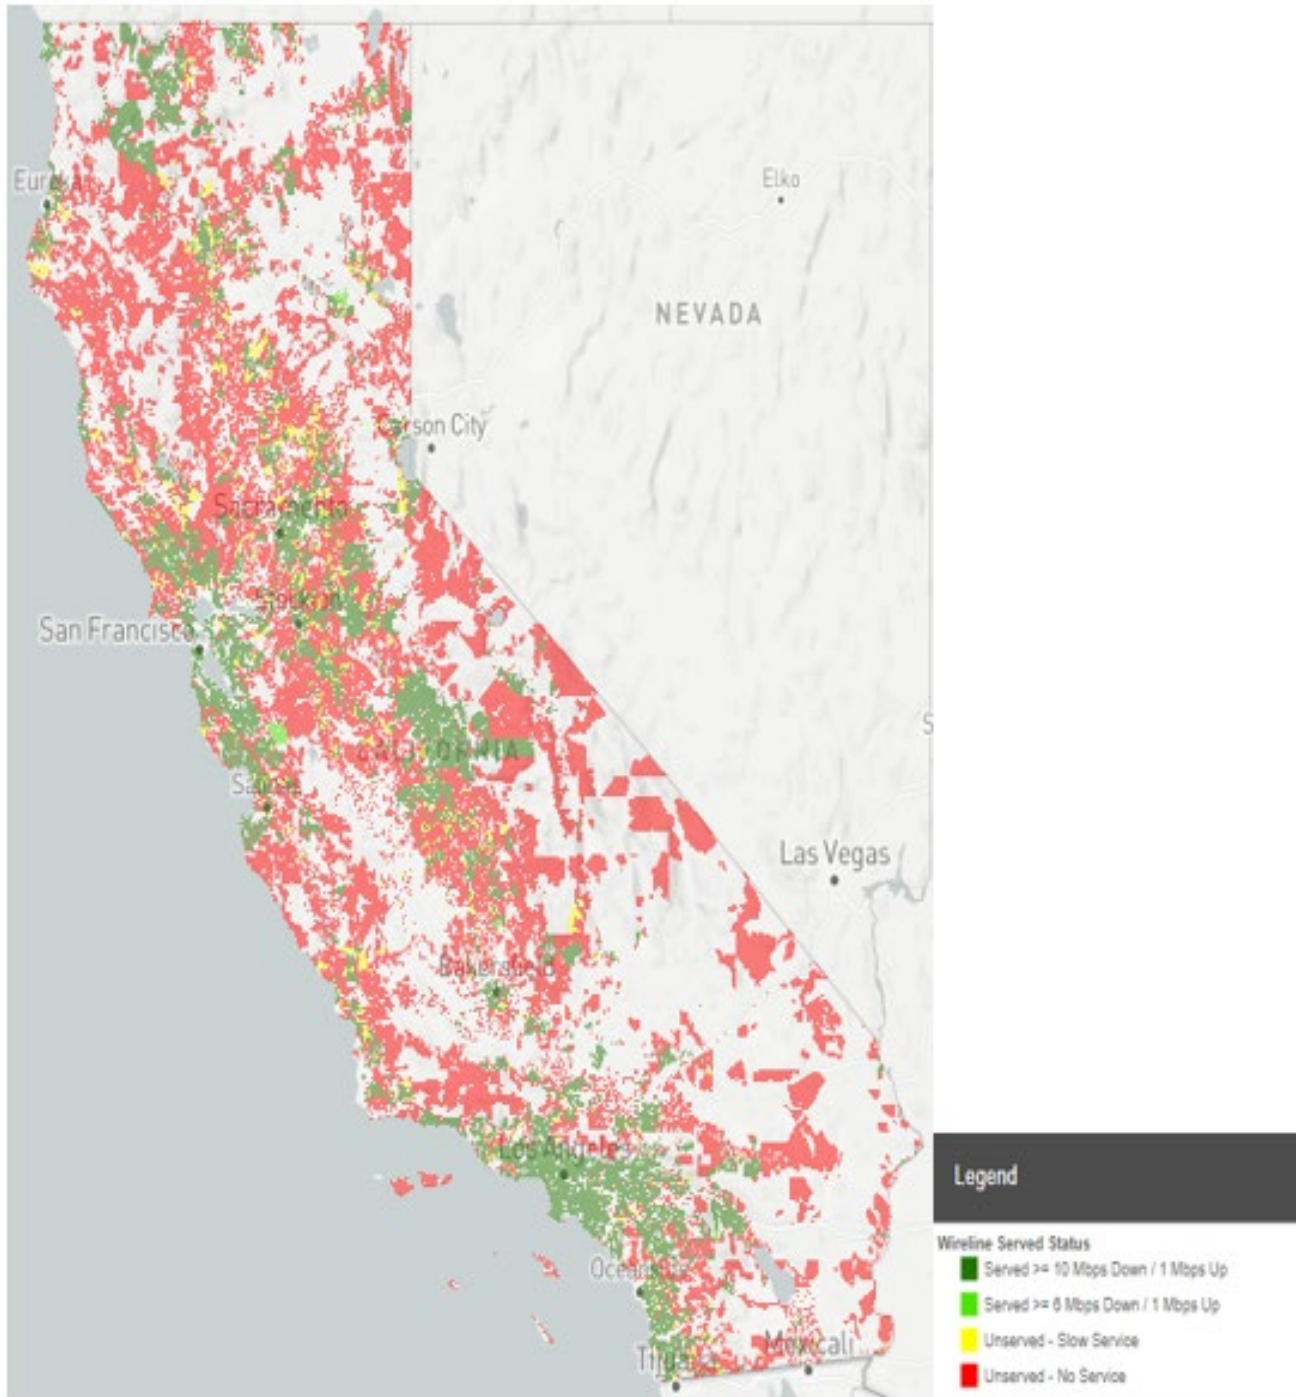 Eureka
Elko
NEVADA
Carson City
Sacramento
Stockton
San Francisco
CALIFORNIA
S
Salinas
Las Vegas
Bakersfield
Los Angeles
Legend
Wireline Served Status
Served >= 10 Mbps Down / 1 Mbps Up
Oceanside
Served >= 6 Mbps Down / 1 Mbps Up
Unserved - Slow Service
Mexicali
Tijuana
Unserved - No Service